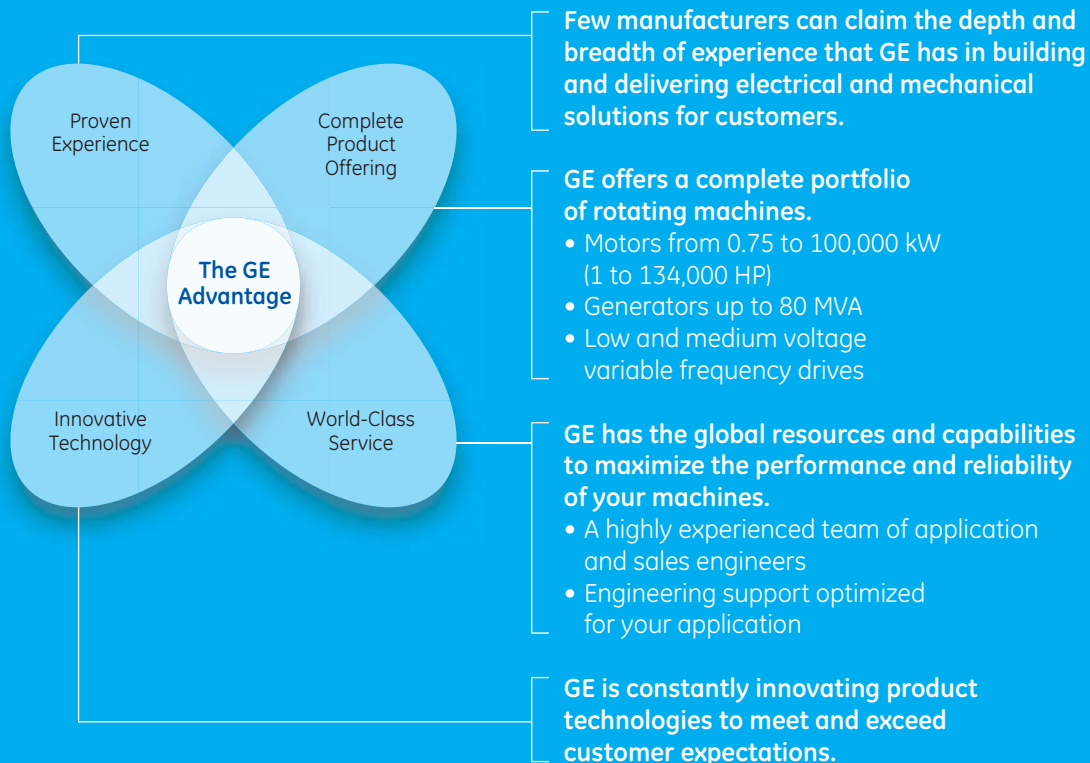 Few manufacturers can claim the depth and
breadth of experience that GE has in building
and delivering electrical and mechanical
solutions for customers.
Proven
Experience
Complete
Product
Offering
GE offers a complete portfolio
of rotating machines.
• Motors from 0.75 to 100,000 kW
(1 to 134,000 HP)
• Generators up to 80 MVA
• Low and medium voltage
variable frequency drives
The GE
Advantage
Innovative
Technology
World-Class
Service
GE has the global resources and capabilities
to maximize the performance and reliability
of your machines.
• A highly experienced team of application
and sales engineers
• Engineering support optimized
for your application
GE is constantly innovating product
technologies to meet and exceed
customer expectations.